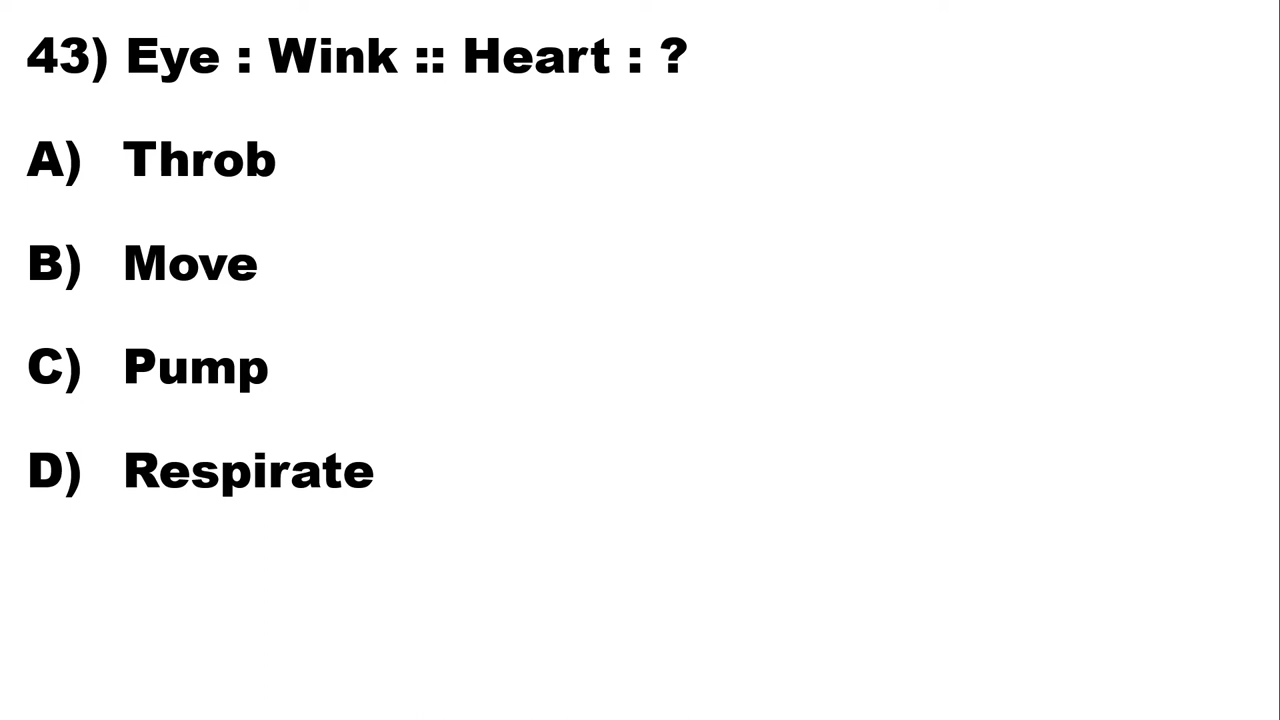 43) Eye : Wink :: Heart : ?
A) Throb
B) Move
C) Pump
D) Respirate